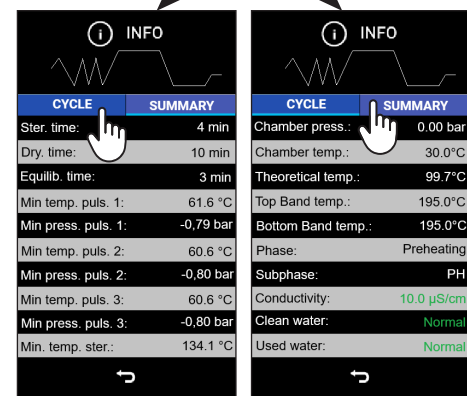 INFO
CYCLE SUMMARY
Ster. time: 4 min
Dry. time: 10 min
Equilib. time: 3 min
Min temp. puls. 1: 61.6 °C
Min press. puls. 1: -0,79 bar
Min temp. puls. 2: 60.6 °C
Min press. puls. 2: -0,80 bar
Min temp. puls. 3: 60.6 °C
Min press. puls. 3: -0,80 bar
Min. temp. ster.: 134.1 °C
INFO
CYCLE SUMMARY
Chamber press.: 0.00 bar
Chamber temp.: 30.0°C
Theoretical temp.: 99.7°C
Top Band temp.: 195.0°C
Bottom Band temp.: 195.0°C
Phase: Preheating
Subphase: PH
Conductivity: 10.0 µS/cm
Clean water: Normal
Used water: Normal